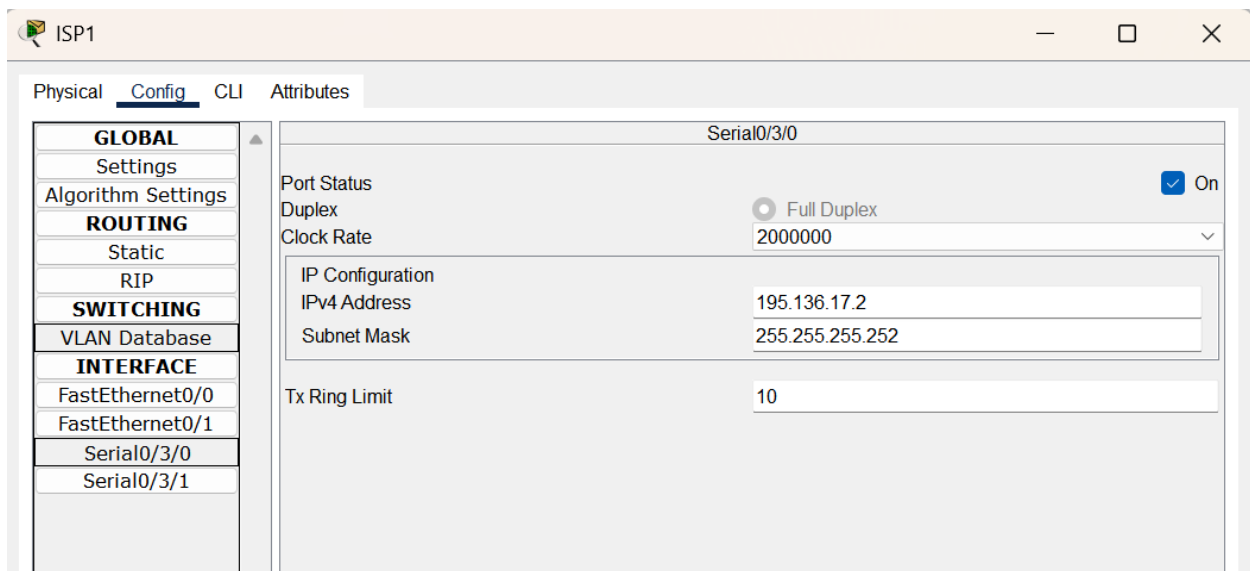 ISP1
Physical Config CLI Attributes
GLOBAL
Settings
Algorithm Settings
ROUTING
Static
RIP
SWITCHING
VLAN Database
INTERFACE
FastEthernet0/0
FastEthernet0/1
Serial0/3/0
Serial0/3/1
Serial0/3/0
Port Status On
Duplex Full Duplex
Clock Rate 2000000
IP Configuration
IPv4 Address 195.136.17.2
Subnet Mask 255.255.255.252
Tx Ring Limit 10